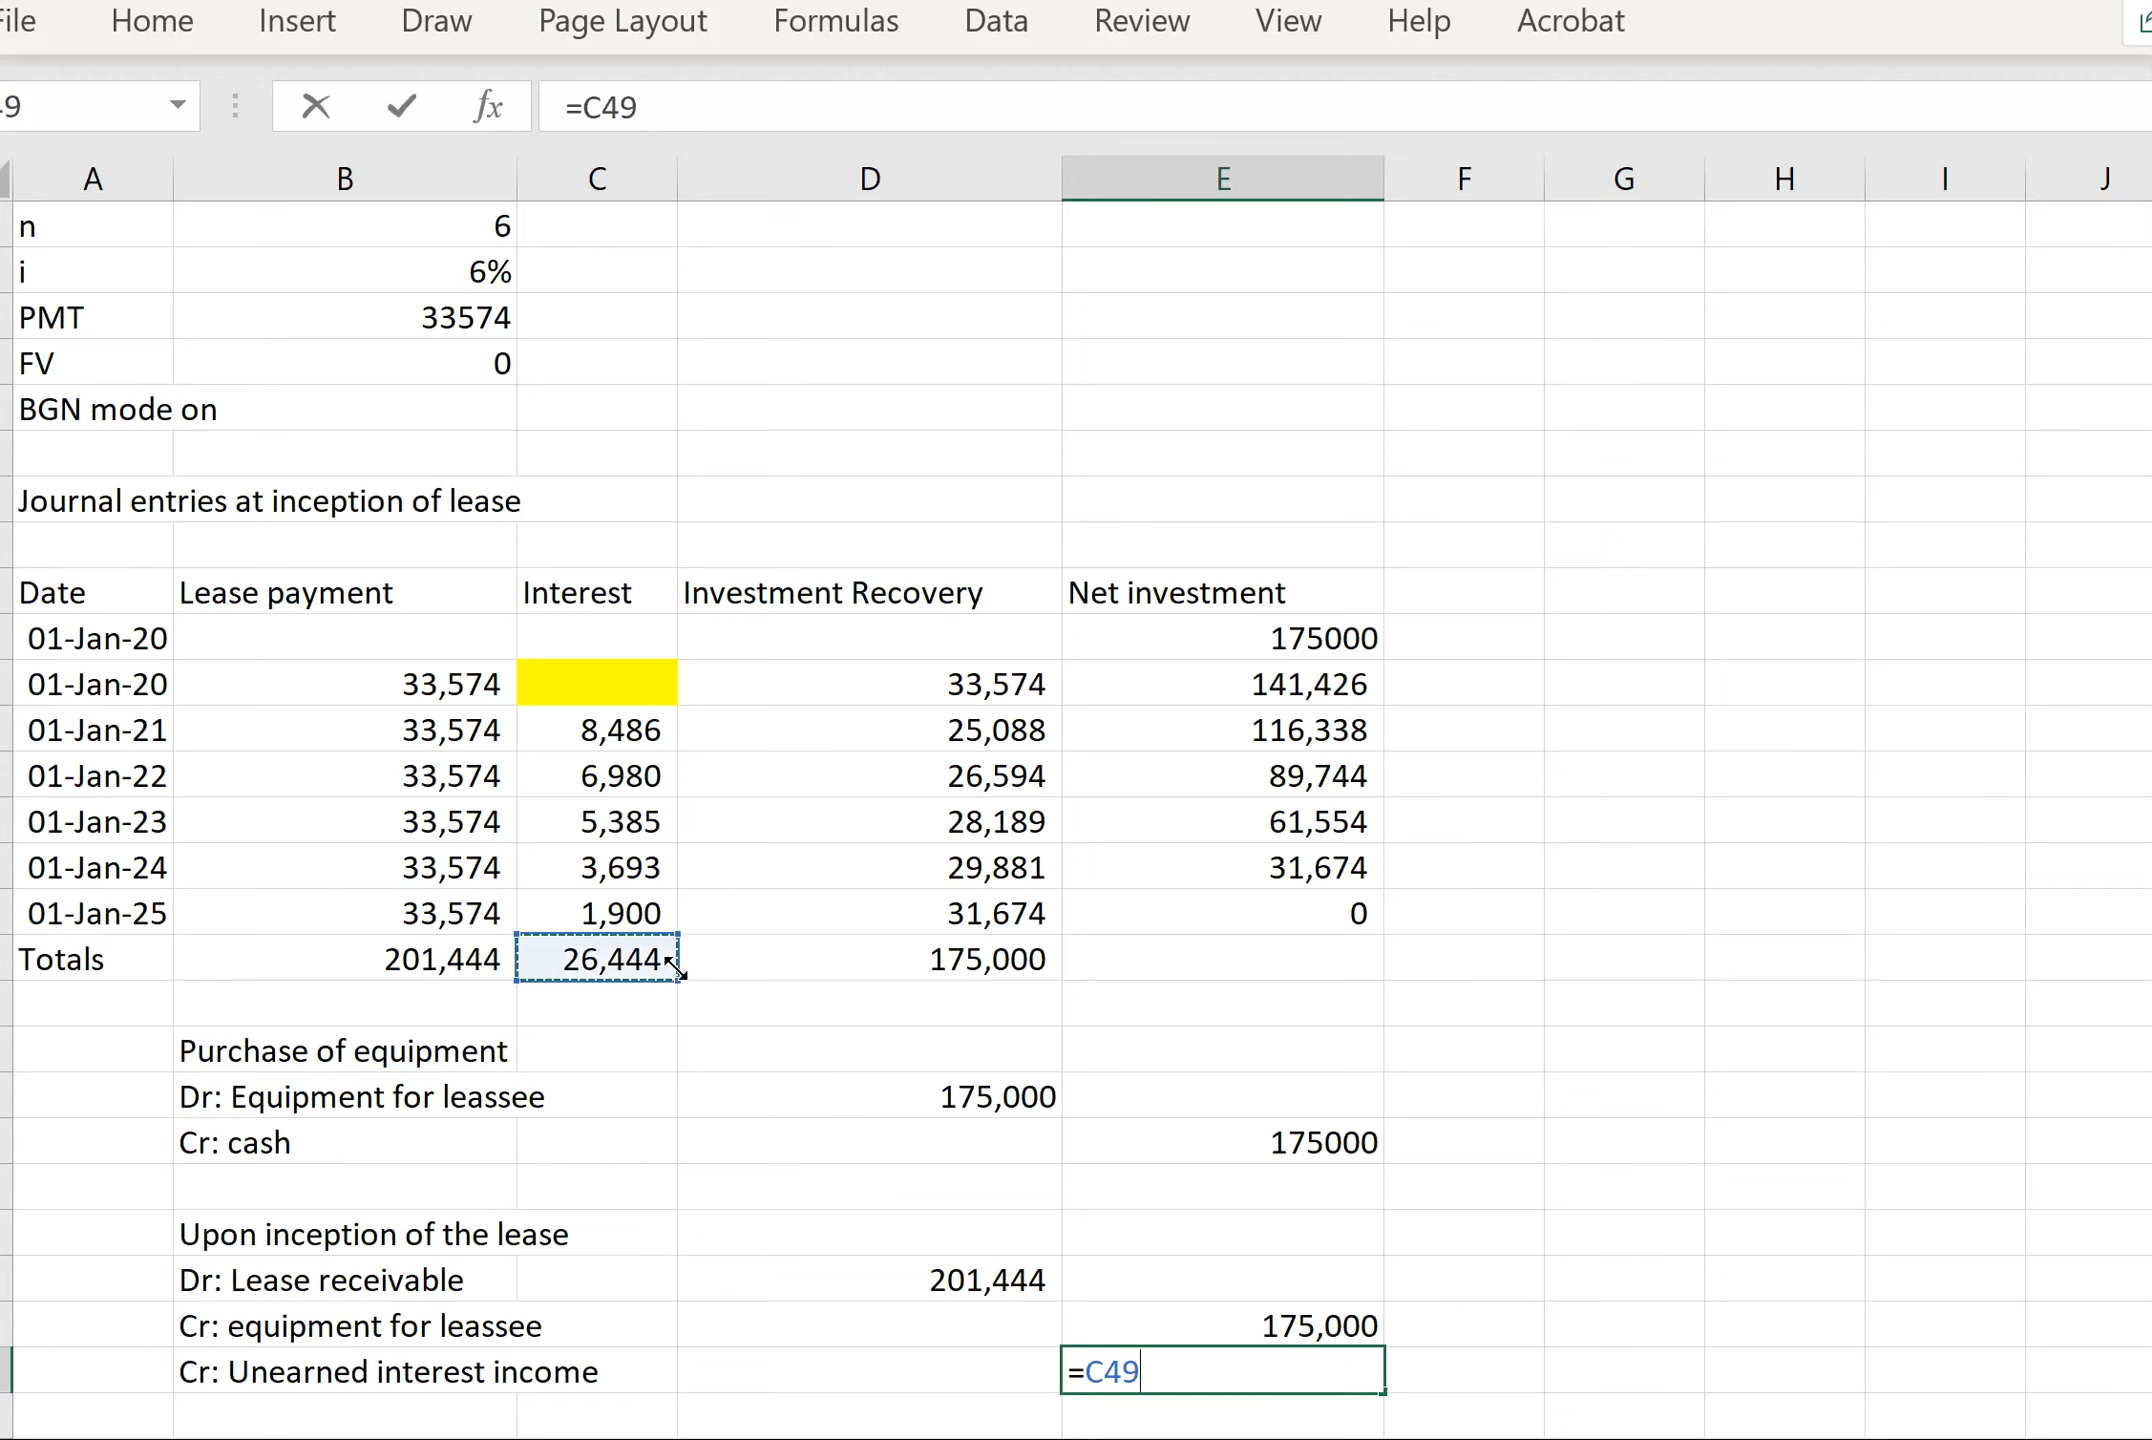 File Home Insert Draw Page Layout Formulas Data Review View Help Acrobat
fx =C49
A B C D E F G H I J
n 6
i 6%
PMT 33574
FV 0
BGN mode on
Journal entries at inception of lease
Date Lease payment Interest Investment Recovery Net investment
01-Jan-20 175000
01-Jan-20 33,574 33,574 141,426
01-Jan-21 33,574 8,486 25,088 116,338
01-Jan-22 33,574 6,980 26,594 89,744
01-Jan-23 33,574 5,385 28,189 61,554
01-Jan-24 33,574 3,693 29,881 31,674
01-Jan-25 33,574 1,900 31,674 0
Totals 201,444 26,444 175,000
Purchase of equipment
Dr: Equipment for leassee 175,000
Cr: cash 175000
Upon inception of the lease
Dr: Lease receivable 201,444
Cr: equipment for leassee 175,000
Cr: Unearned interest income =C49